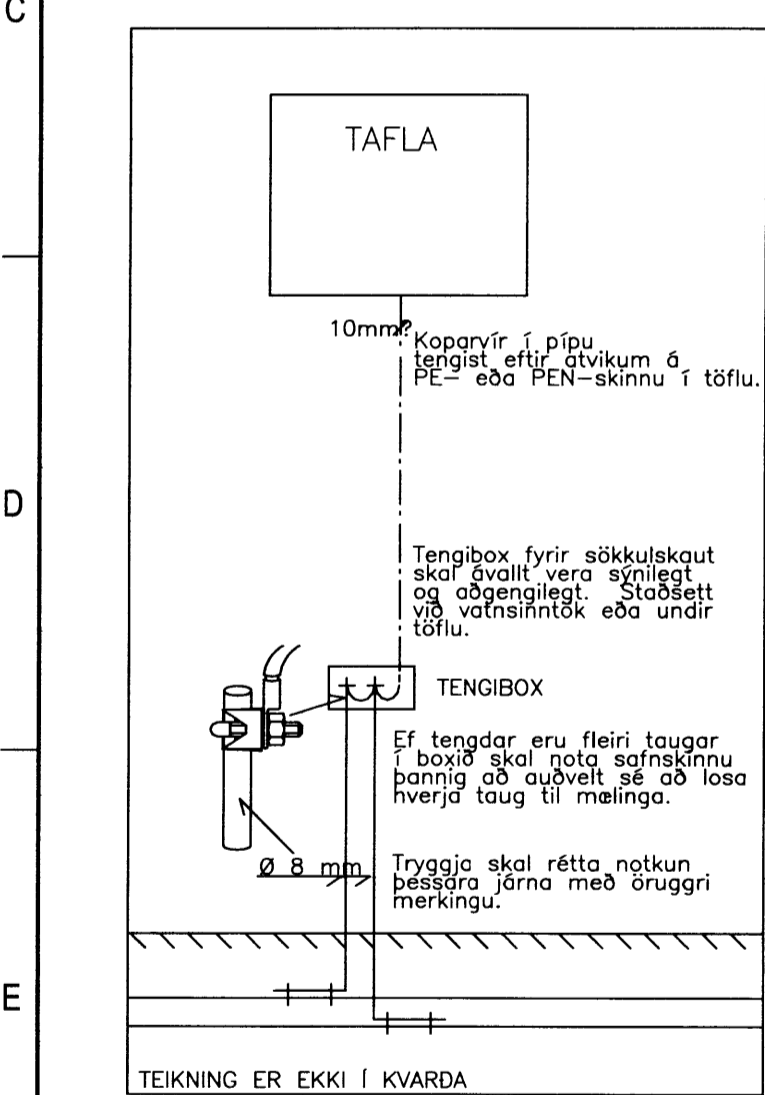 C
TAFLA
10mm²
Koparvír í pípu
tengist eftir atvikum á
PE- eða PEN-skinnu í töflu.
D
Tengibox fyrir sökkulskaut
skal ávallt vera sýnilegt
og aðgengilegt. Staðsett
við vatnsinntök eða undir
töflu.
TENGIBOX
Ef tengdar eru fleiri taugar
í boxið skal nota safnskinnu
þannig að auðvelt sé að losa
hverja taug til mælinga.
Ø 8 mm
Tryggja skal rétta notkun
þessara járna með öruggri
merkingu.
E
TEIKNING ER EKKI Í KVARÐA